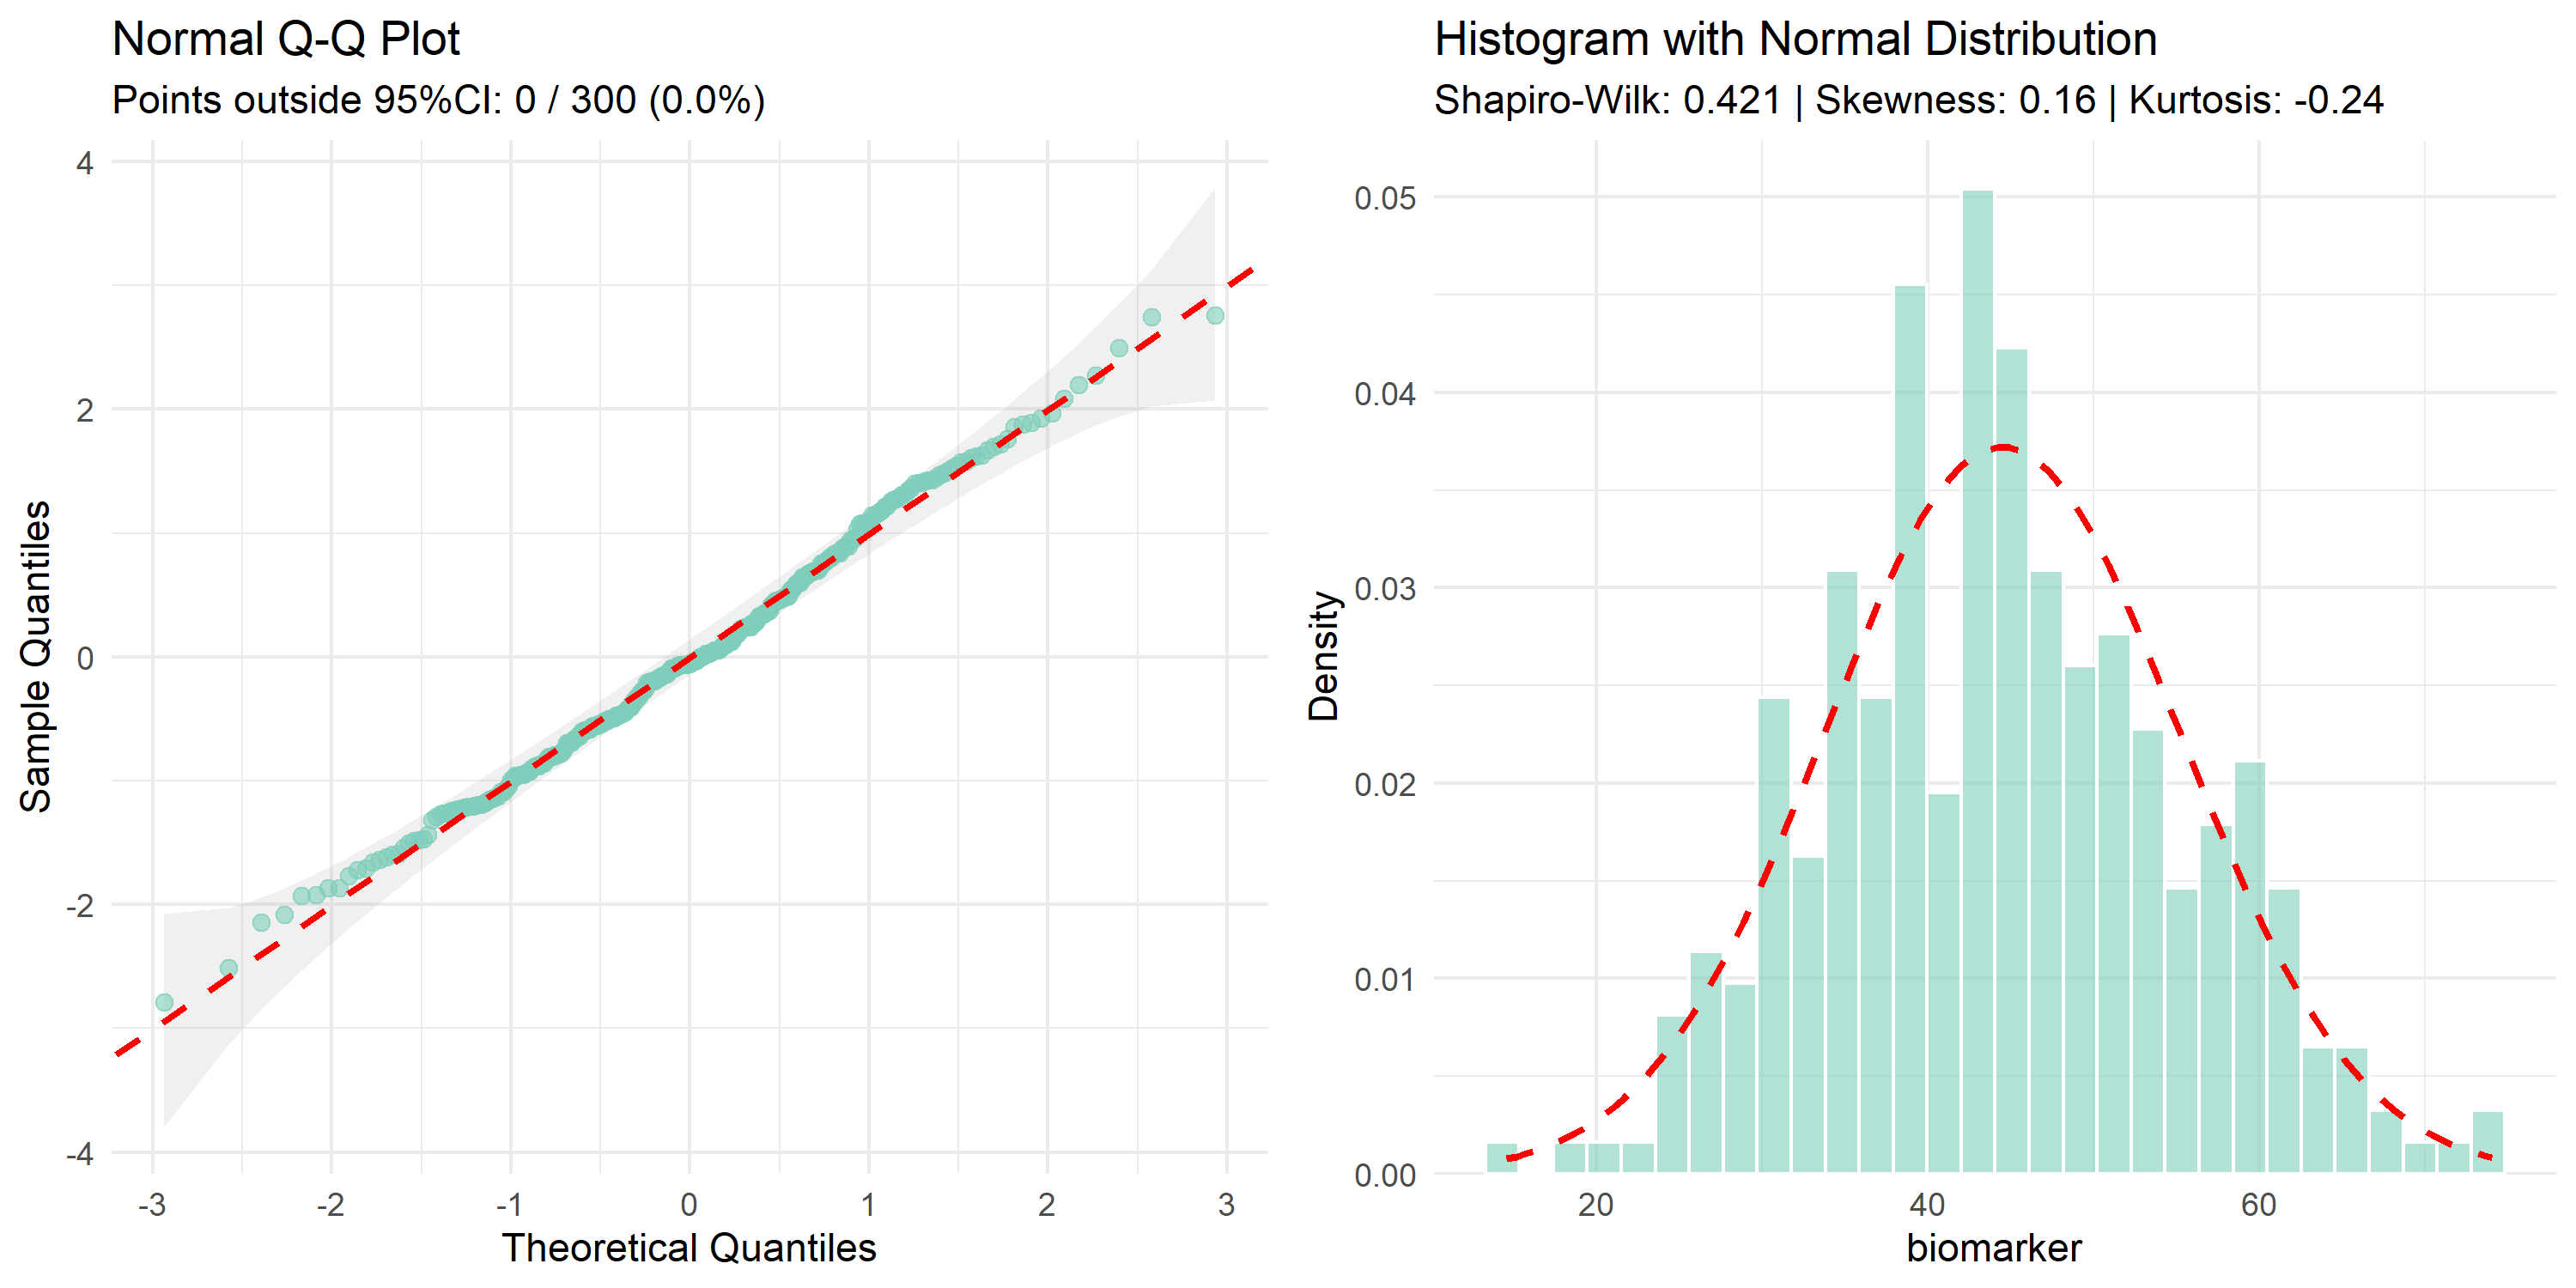 Normal Q-Q Plot
Points outside 95%CI: 0 / 300 (0.0%)
4
2
0
-2
-4
Sample Quantiles
-3
-2
-1
0
1
2
3
Theoretical Quantiles
Histogram with Normal Distribution
Shapiro-Wilk: 0.421 | Skewness: 0.16 | Kurtosis: -0.24
0.05
0.04
0.03
0.02
0.01
0.00
Density
20
40
60
biomarker